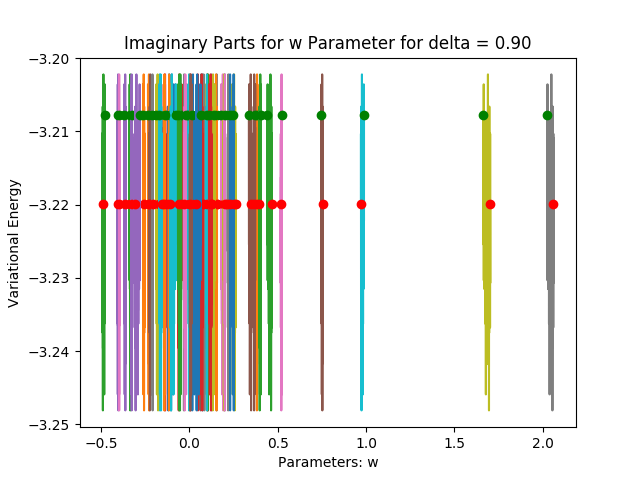 Imaginary Parts for w Parameter for delta = 0.90
Variational Energy
−3.20
−3.21
−3.22
−3.23
−3.24
−3.25
−0.5 0.0 0.5 1.0 1.5 2.0
Parameters: w